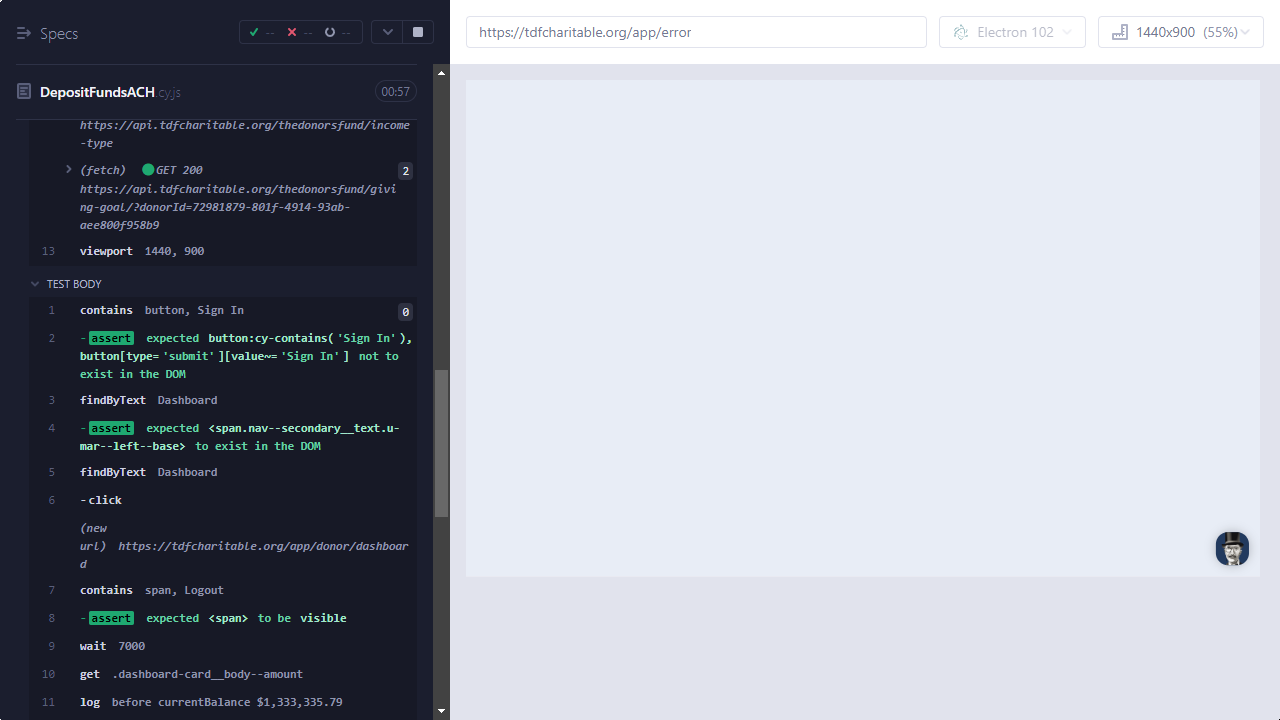 Specs
--
--
--
https://tdfcharitable.org/app/error
Electron 102
1440x900 (55%)
DepositFundsACH.cy.js
00:57
https://api.tdfcharitable.org/thedonorsfund/income
-type
(fetch) GET 200
2
https://api.tdfcharitable.org/thedonorsfund/givi
ng-goal/?donorId=72981879-801f-4914-93ab-
aee800f958b9
13 viewport 1440, 900
TEST BODY
1 contains button, Sign In 0
2 -assert expected button:cy-contains('Sign In'),
button[type='submit'][value~='Sign In'] not to
exist in the DOM
3 findByText Dashboard
4 -assert expected <span.nav--secondary__text.u-
mar--left--base> to exist in the DOM
5 findByText Dashboard
6 -click
(new
url) https://tdfcharitable.org/app/donor/dashboar
d
7 contains span, Logout
8 -assert expected <span> to be visible
9 wait 7000
10 get .dashboard-card__body--amount
11 log before currentBalance $1,333,335.79